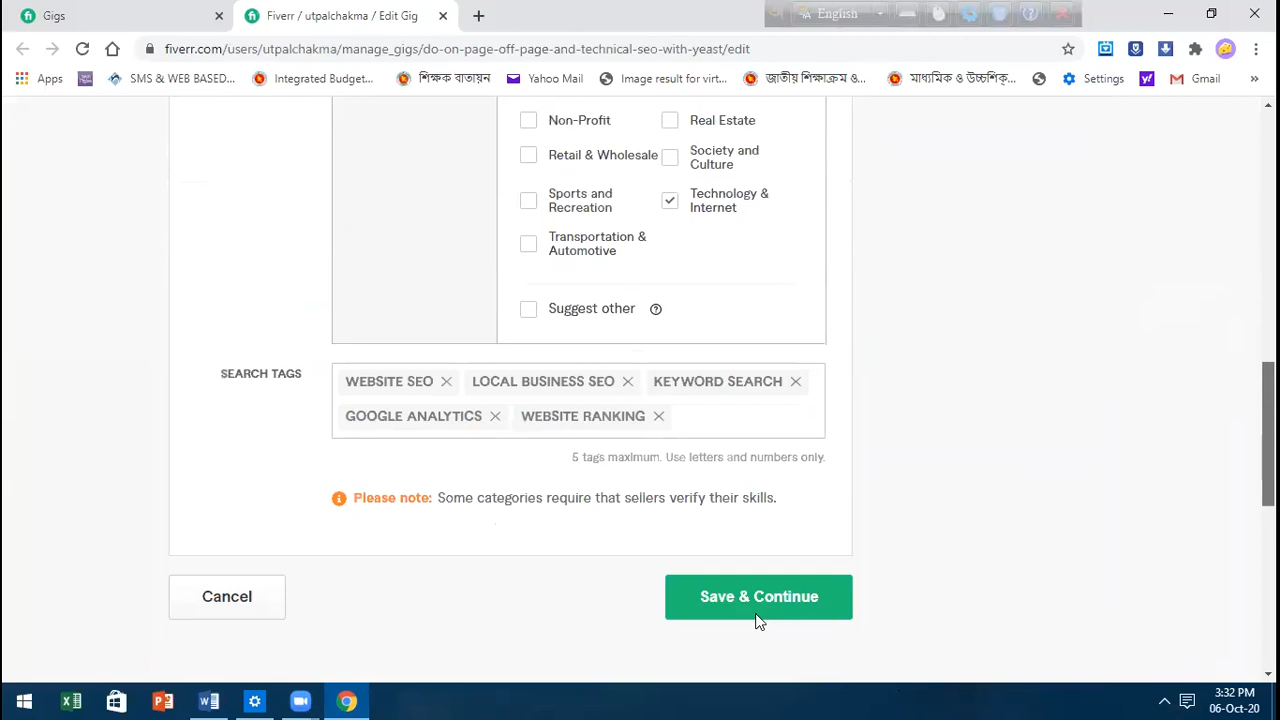 Gigs
Fiverr / utpalchakma / Edit Gig
English
fiverr.com/users/utpalchakma/manage_gigs/do-on-page-off-page-and-technical-seo-with-yeast/edit
Apps SMS & WEB BASED... Integrated Budget... শিক্ষক বাতায়ন Yahoo Mail Image result for virt... জাতীয় শিক্ষাক্রম ও... মাধ্যমিক ও উচ্চশিক্... Settings Gmail »
Non-Profit Real Estate
Retail & Wholesale Society and
Culture
Sports and Technology &
Recreation Internet
Transportation &
Automotive
Suggest other ?
SEARCH TAGS
WEBSITE SEO × LOCAL BUSINESS SEO × KEYWORD SEARCH ×
GOOGLE ANALYTICS × WEBSITE RANKING ×
5 tags maximum. Use letters and numbers only.
Please note: Some categories require that sellers verify their skills.
Cancel Save & Continue
3:32 PM
06-Oct-20